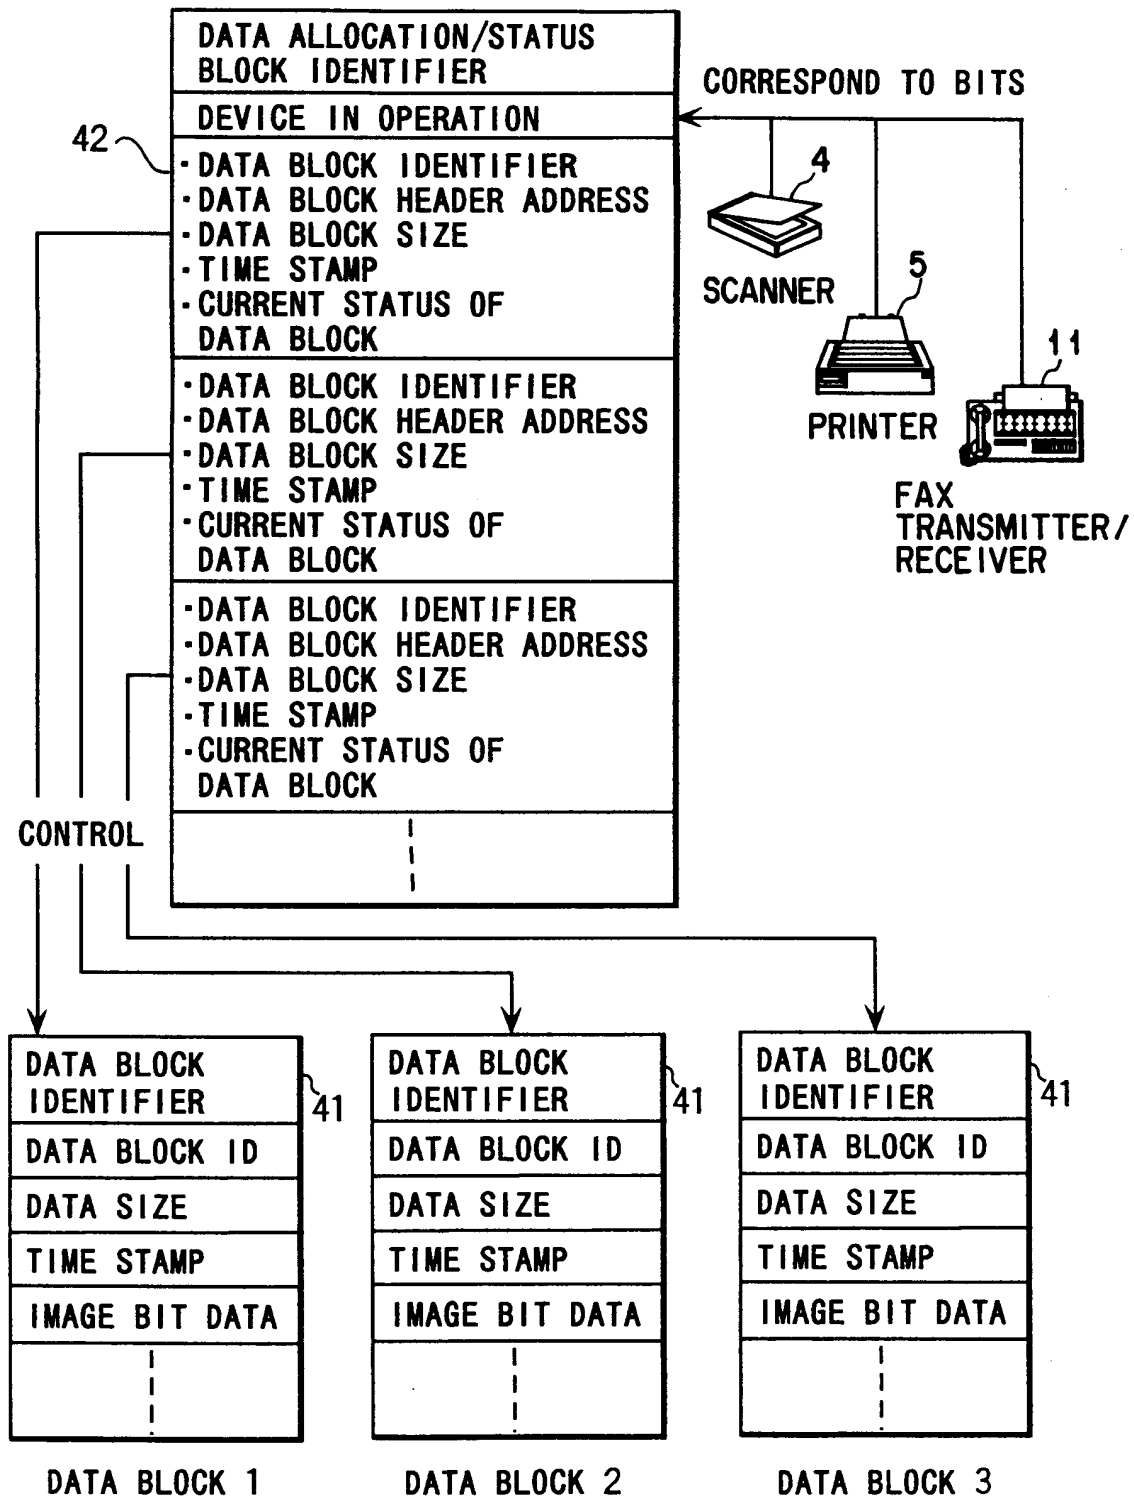 DATA ALLOCATION/STATUS
BLOCK IDENTIFIER
DEVICE IN OPERATION
CORRESPOND TO BITS
42
·DATA BLOCK IDENTIFIER
·DATA BLOCK HEADER ADDRESS
·DATA BLOCK SIZE
·TIME STAMP
·CURRENT STATUS OF
DATA BLOCK
4
SCANNER
5
PRINTER
11
FAX
TRANSMITTER/
RECEIVER
·DATA BLOCK IDENTIFIER
·DATA BLOCK HEADER ADDRESS
·DATA BLOCK SIZE
·TIME STAMP
·CURRENT STATUS OF
DATA BLOCK
·DATA BLOCK IDENTIFIER
·DATA BLOCK HEADER ADDRESS
·DATA BLOCK SIZE
·TIME STAMP
·CURRENT STATUS OF
DATA BLOCK
CONTROL
DATA BLOCK
IDENTIFIER
41
DATA BLOCK ID
DATA SIZE
TIME STAMP
IMAGE BIT DATA
DATA BLOCK 1
DATA BLOCK
IDENTIFIER
41
DATA BLOCK ID
DATA SIZE
TIME STAMP
IMAGE BIT DATA
DATA BLOCK 2
DATA BLOCK
IDENTIFIER
41
DATA BLOCK ID
DATA SIZE
TIME STAMP
IMAGE BIT DATA
DATA BLOCK 3